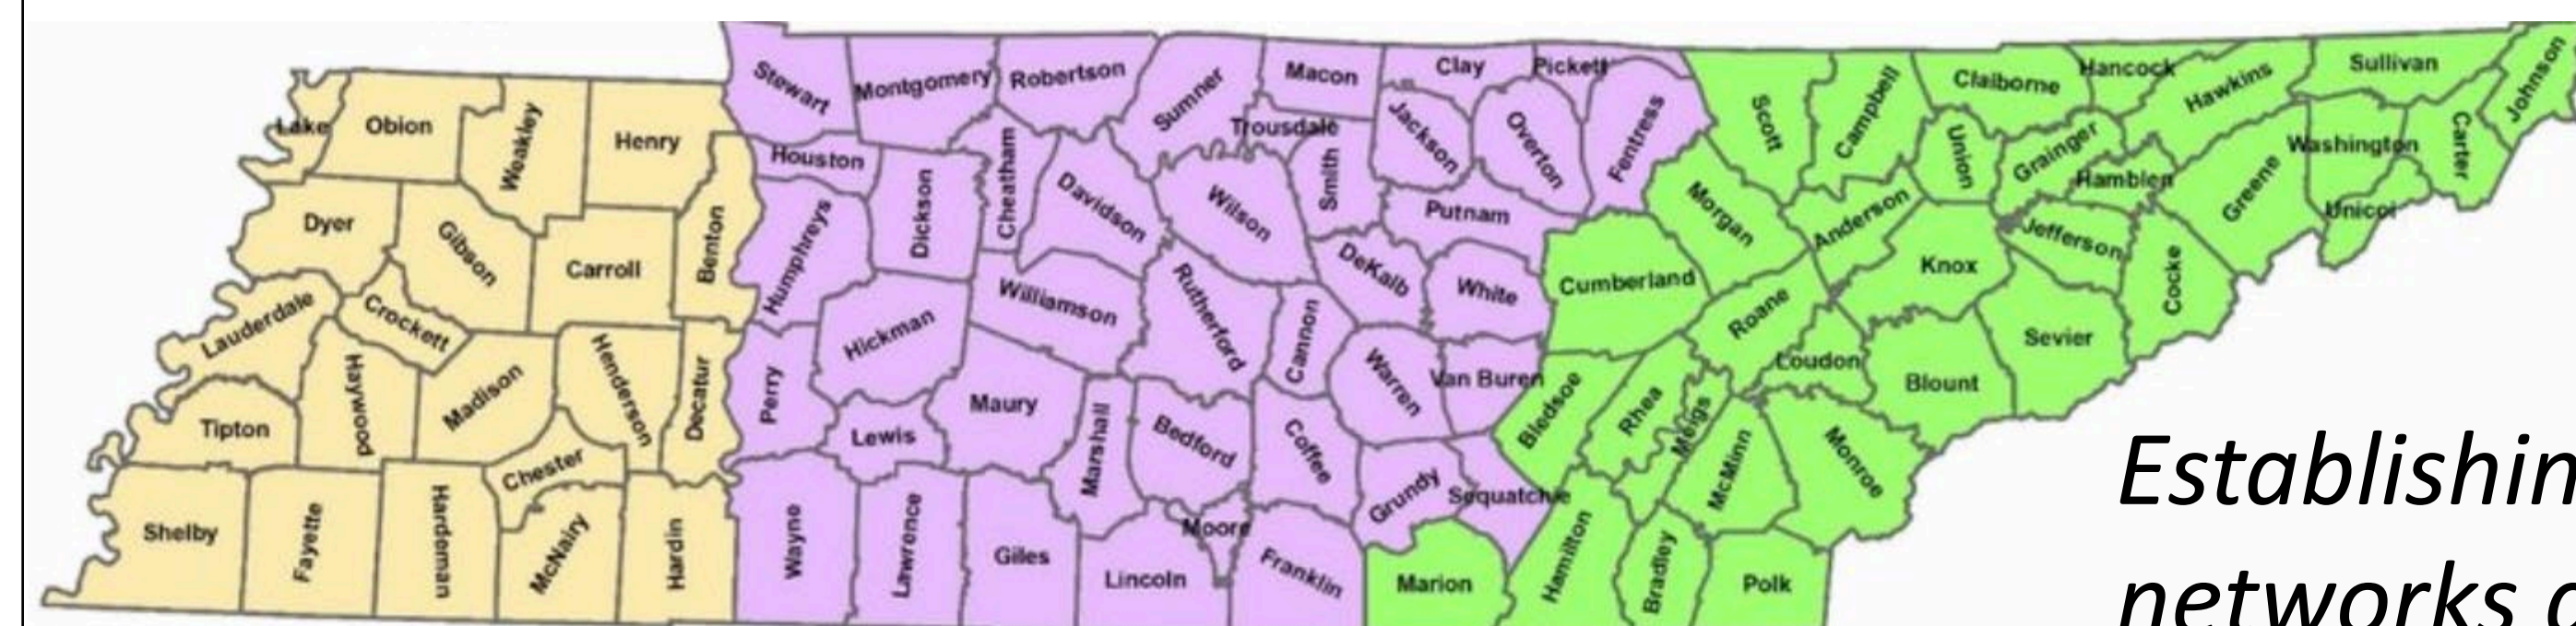 Stewart
Montgomery
Robertson
Sumner
Macon
Clay
Pickett
Scott
Campbell
Claiborne
Hancock
Hawkins
Sullivan
Johnson
Lake
Obion
Weakley
Henry
Houston
Dickson
Cheatham
Davidson
Wilson
Trousdale
Smith
Jackson
Overton
Fentress
Putnam
Morgan
Anderson
Union
Grainger
Hamblen
Greene
Washington
Carter
Unicoi
Dyer
Gibson
Carroll
Benton
Humphreys
Hickman
Williamson
Rutherford
Cannon
DeKalb
White
Cumberland
Roane
Knox
Jefferson
Cocke
Sevier
Lauderdale
Crockett
Haywood
Madison
Henderson
Decatur
Perry
Lewis
Maury
Marshall
Bedford
Coffee
Warren
Van Buren
Bledsoe
Rhea
Meigs
Loudon
Blount
Tipton
Chester
Grundy
Sequatchie
McMinn
Monroe
Shelby
Fayette
Hardeman
McNairy
Hardin
Wayne
Lawrence
Giles
Lincoln
Moore
Franklin
Marion
Hamilton
Bradley
Polk
Establishin
networks